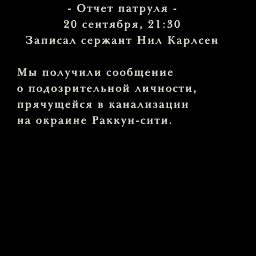 - Отчет патруля -
20 сентября, 21:30
Записал сержант Нил Карлсен
Мы получили сообщение
о подозрительной личности,
прячущейся в канализации
на окраине Раккун-сити.